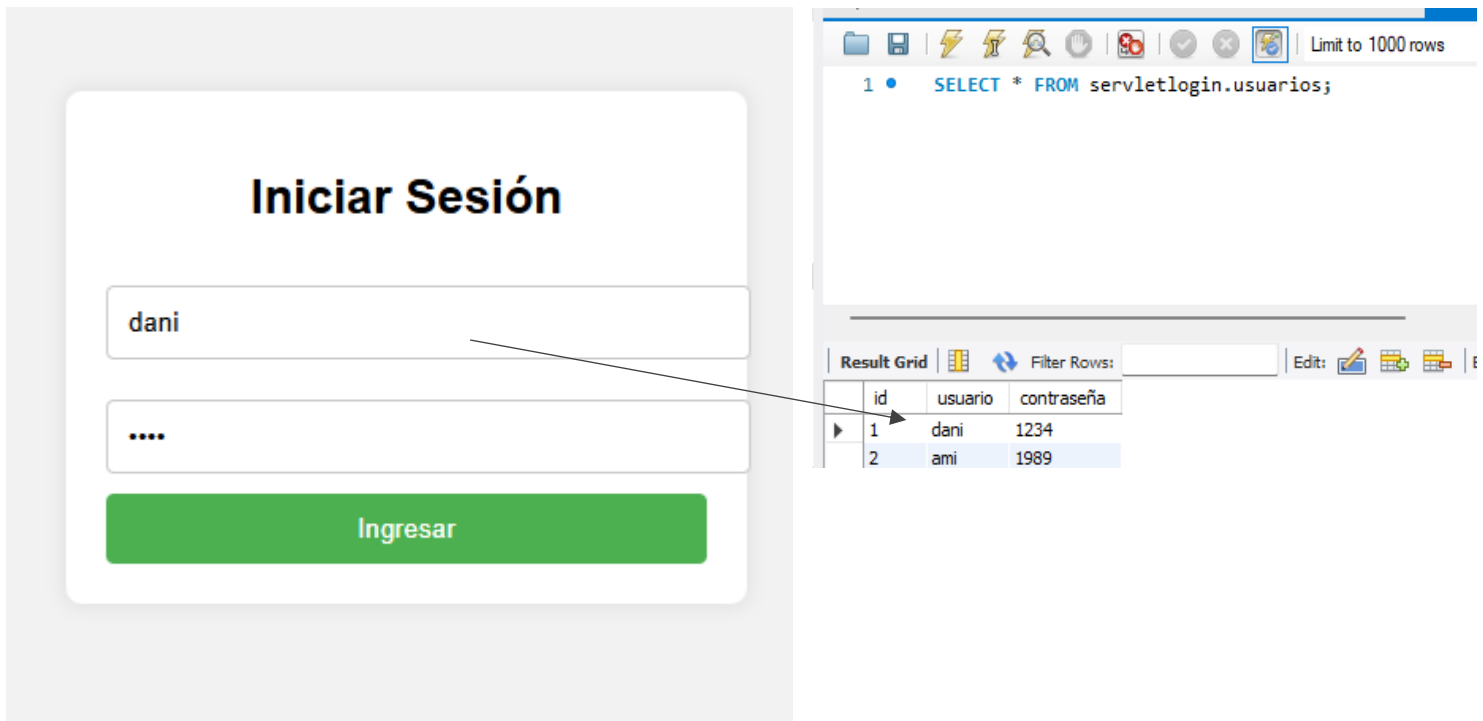 Iniciar Sesión
dani
••••
Ingresar
Limit to 1000 rows
1 SELECT * FROM servletlogin.usuarios;
Result Grid Filter Rows: Edit:
id usuario contraseña
1 dani 1234
2 ami 1989